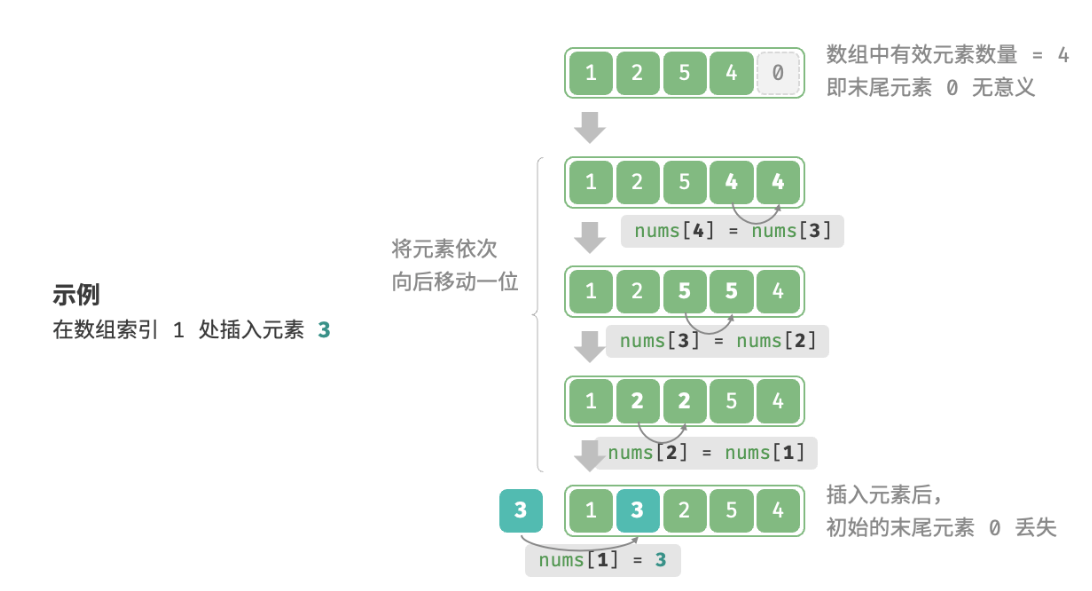 1 2 5 4 0
数组中有效元素数量 = 4
即末尾元素 0 无意义
1 2 5 4 4
nums[4] = nums[3]
将元素依次
向后移动一位
1 2 5 5 4
示例
在数组索引 1 处插入元素 3
nums[3] = nums[2]
1 2 2 5 4
nums[2] = nums[1]
3 1 3 2 5 4
插入元素后，
初始的末尾元素 0 丢失
nums[1] = 3